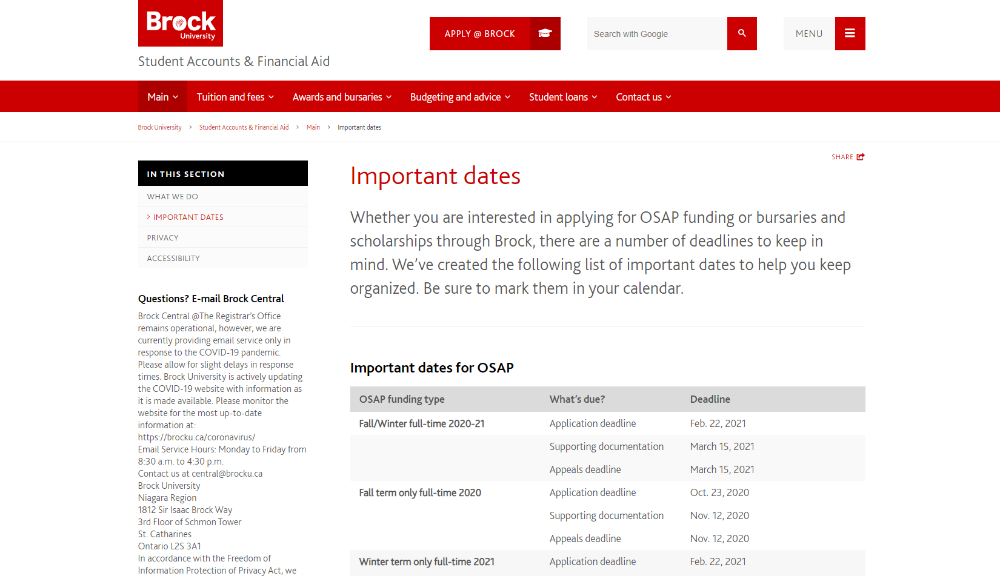 Brock
University
Student Accounts & Financial Aid
APPLY @ BROCK
Search with Google
MENU
Main
Tuition and fees
Awards and bursaries
Budgeting and advice
Student loans
Contact us
Brock University > Student Accounts & Financial Aid > Main > Important dates
SHARE
IN THIS SECTION
WHAT WE DO
> IMPORTANT DATES
PRIVACY
ACCESSIBILITY
Questions? E-mail Brock Central
Brock Central @The Registrar’s Office
remains operational, however, we are
currently providing email service only in
response to the COVID-19 pandemic.
Please allow for slight delays in response
times. Brock University is actively updating
the COVID-19 website with information as
it is made available. Please monitor the
website for the most up-to-date
information at:
https://brocku.ca/coronavirus/
Email Service Hours: Monday to Friday from
8:30 a.m. to 4:30 p.m.
Contact us at central@brocku.ca
Brock University
Niagara Region
1812 Sir Isaac Brock Way
3rd Floor of Schmon Tower
St. Catharines
Ontario L2S 3A1
In accordance with the Freedom of
Information Protection of Privacy Act, we
Important dates
Whether you are interested in applying for OSAP funding or bursaries and
scholarships through Brock, there are a number of deadlines to keep in
mind. We’ve created the following list of important dates to help you keep
organized. Be sure to mark them in your calendar.
Important dates for OSAP
OSAP funding type What’s due? Deadline
Fall/Winter full-time 2020-21 Application deadline Feb. 22, 2021
Supporting documentation March 15, 2021
Appeals deadline March 15, 2021
Fall term only full-time 2020 Application deadline Oct. 23, 2020
Supporting documentation Nov. 12, 2020
Appeals deadline Nov. 12, 2020
Winter term only full-time 2021 Application deadline Feb. 22, 2021